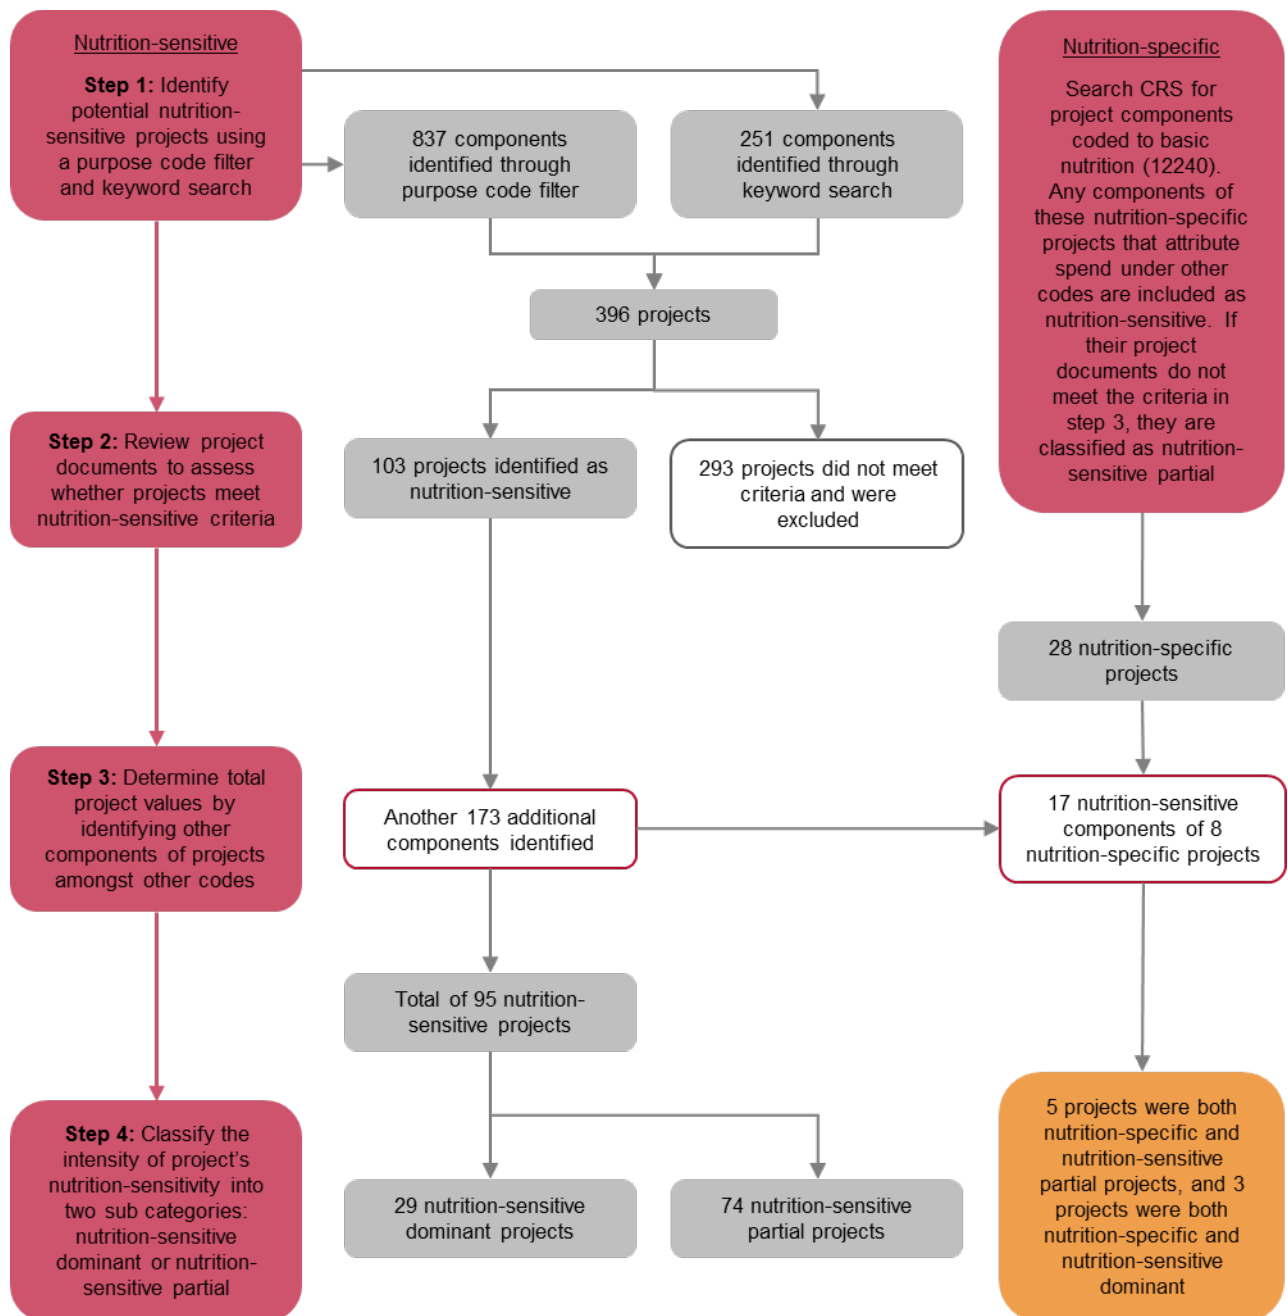 Nutrition-sensitive
Step 1: Identify
potential nutrition-
sensitive projects using
a purpose code filter
and keyword search
837 components
identified through
purpose code filter
251 components
identified through
keyword search
396 projects
Step 2: Review project
documents to assess
whether projects meet
nutrition-sensitive criteria
103 projects identified as
nutrition-sensitive
293 projects did not meet
criteria and were
excluded
Step 3: Determine total
project values by
identifying other
components of projects
amongst other codes
Another 173 additional
components identified
Total of 95 nutrition-
sensitive projects
Step 4: Classify the
intensity of project's
nutrition-sensitivity into
two sub categories:
nutrition-sensitive
dominant or nutrition-
sensitive partial
29 nutrition-sensitive
dominant projects
74 nutrition-sensitive
partial projects
Nutrition-specific
Search CRS for
project components
coded to basic
nutrition (12240).
Any components of
these nutrition-specific
projects that attribute
spend under other
codes are included as
nutrition-sensitive. If
their project
documents do not
meet the criteria in
step 3, they are
classified as nutrition-
sensitive partial
28 nutrition-specific
projects
17 nutrition-sensitive
components of 8
nutrition-specific projects
5 projects were both
nutrition-specific and
nutrition-sensitive
partial projects, and 3
projects were both
nutrition-specific and
nutrition-sensitive
dominant